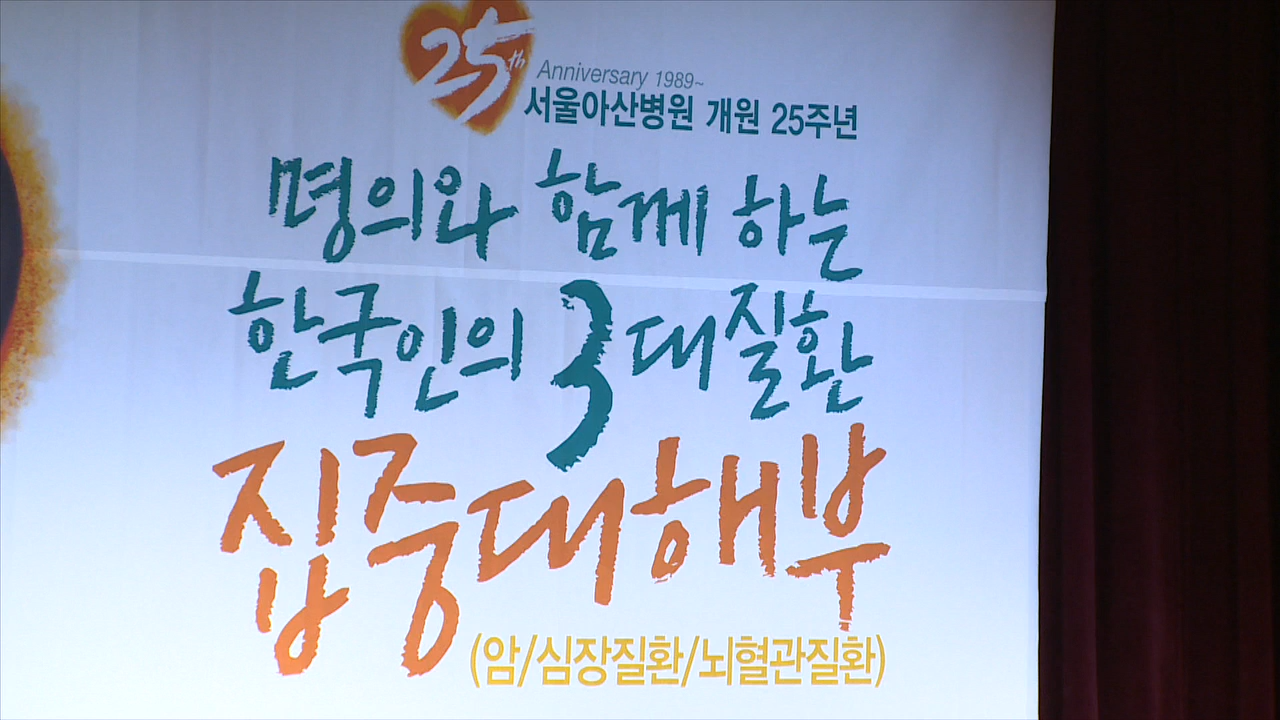 25th
Anniversary 1989~
서울아산병원 개원 25주년
명의와 함께 하는
한국인의 3대질환
집중대해부
(암/심장질환/뇌혈관질환)